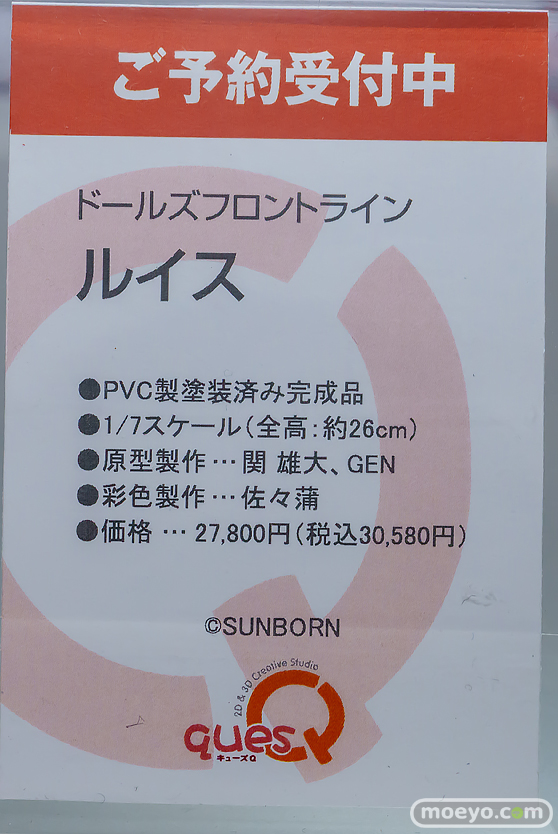 ご予約受付中
ドールズフロントライン
ルイス
●PVC製塗装済み完成品
●1/7スケール(全高:約26cm)
●原型製作…関 雄大、GEN
●彩色製作…佐々蒲
●価格…27,800円(税込30,580円)
©SUNBORN
2D & 3D Creative Studio
quesQ
キューズQ
moeyo.com